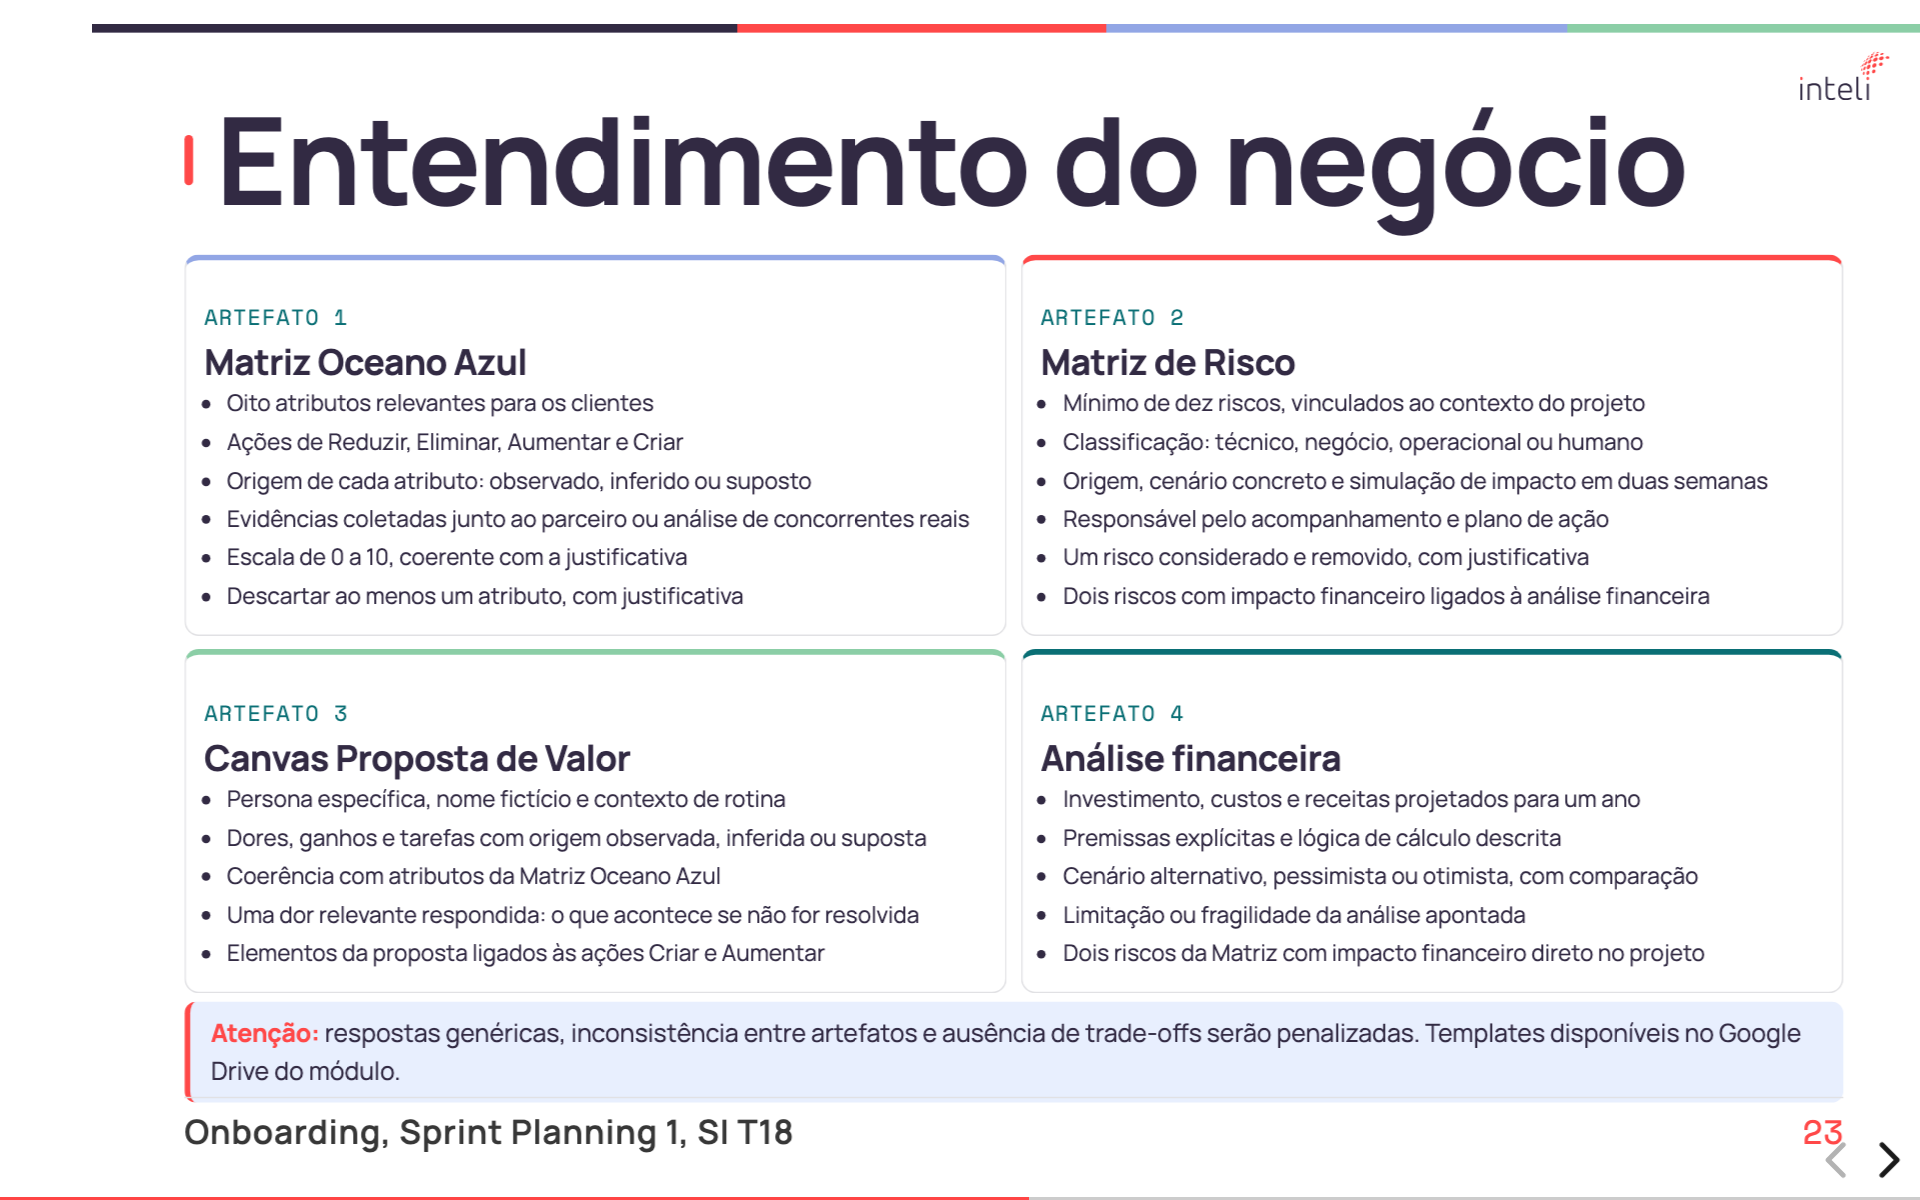 inteli
Entendimento do negócio
ARTEFATO 1
Matriz Oceano Azul
• Oito atributos relevantes para os clientes
• Ações de Reduzir, Eliminar, Aumentar e Criar
• Origem de cada atributo: observado, inferido ou suposto
• Evidências coletadas junto ao parceiro ou análise de concorrentes reais
• Escala de 0 a 10, coerente com a justificativa
• Descartar ao menos um atributo, com justificativa
ARTEFATO 2
Matriz de Risco
• Mínimo de dez riscos, vinculados ao contexto do projeto
• Classificação: técnico, negócio, operacional ou humano
• Origem, cenário concreto e simulação de impacto em duas semanas
• Responsável pelo acompanhamento e plano de ação
• Um risco considerado e removido, com justificativa
• Dois riscos com impacto financeiro ligados à análise financeira
ARTEFATO 3
Canvas Proposta de Valor
• Persona específica, nome fictício e contexto de rotina
• Dores, ganhos e tarefas com origem observada, inferida ou suposta
• Coerência com atributos da Matriz Oceano Azul
• Uma dor relevante respondida: o que acontece se não for resolvida
• Elementos da proposta ligados às ações Criar e Aumentar
ARTEFATO 4
Análise financeira
• Investimento, custos e receitas projetados para um ano
• Premissas explícitas e lógica de cálculo descrita
• Cenário alternativo, pessimista ou otimista, com comparação
• Limitação ou fragilidade da análise apontada
• Dois riscos da Matriz com impacto financeiro direto no projeto
Atenção: respostas genéricas, inconsistência entre artefatos e ausência de trade-offs serão penalizadas. Templates disponíveis no Google
Drive do módulo.
Onboarding, Sprint Planning 1, SI T18
23